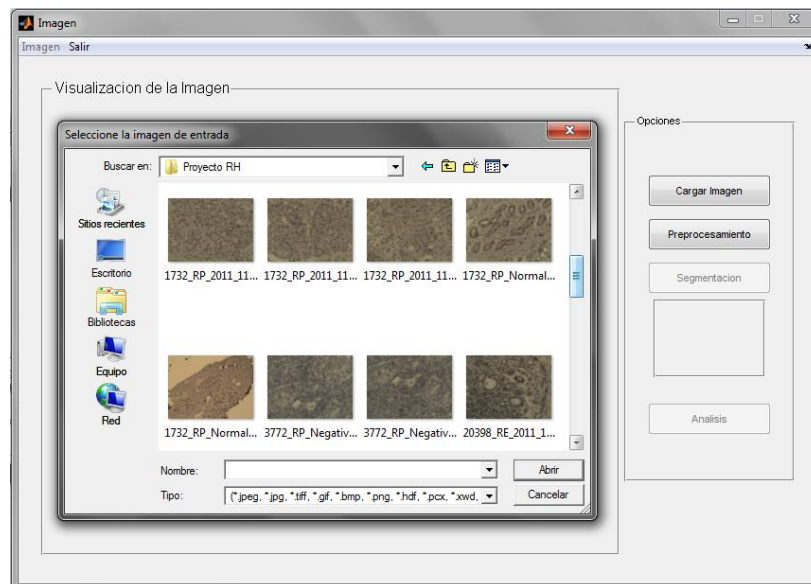 Imagen
Imagen Salir
Visualizacion de la Imagen
Seleccione la imagen de entrada
Buscar en: Proyecto RH
Sitios recientes
Escritorio
Bibliotecas
Equipo
Red
1732_RP_2011_11... 1732_RP_2011_11... 1732_RP_2011_11... 1732_RP_Normal...
1732_RP_Normal... 3772_RP_Negativ... 3772_RP_Negativ... 20398_RE_2011_1...
Nombre: Abrir
Tipo: (*.jpeg, *.jpg, *.tiff, *.gif, *.bmp, *.png, *.hdf, *.pcx, *.xwd, Cancelar
Opciones
Cargar Imagen
Preprocesamiento
Segmentacion
Analisis